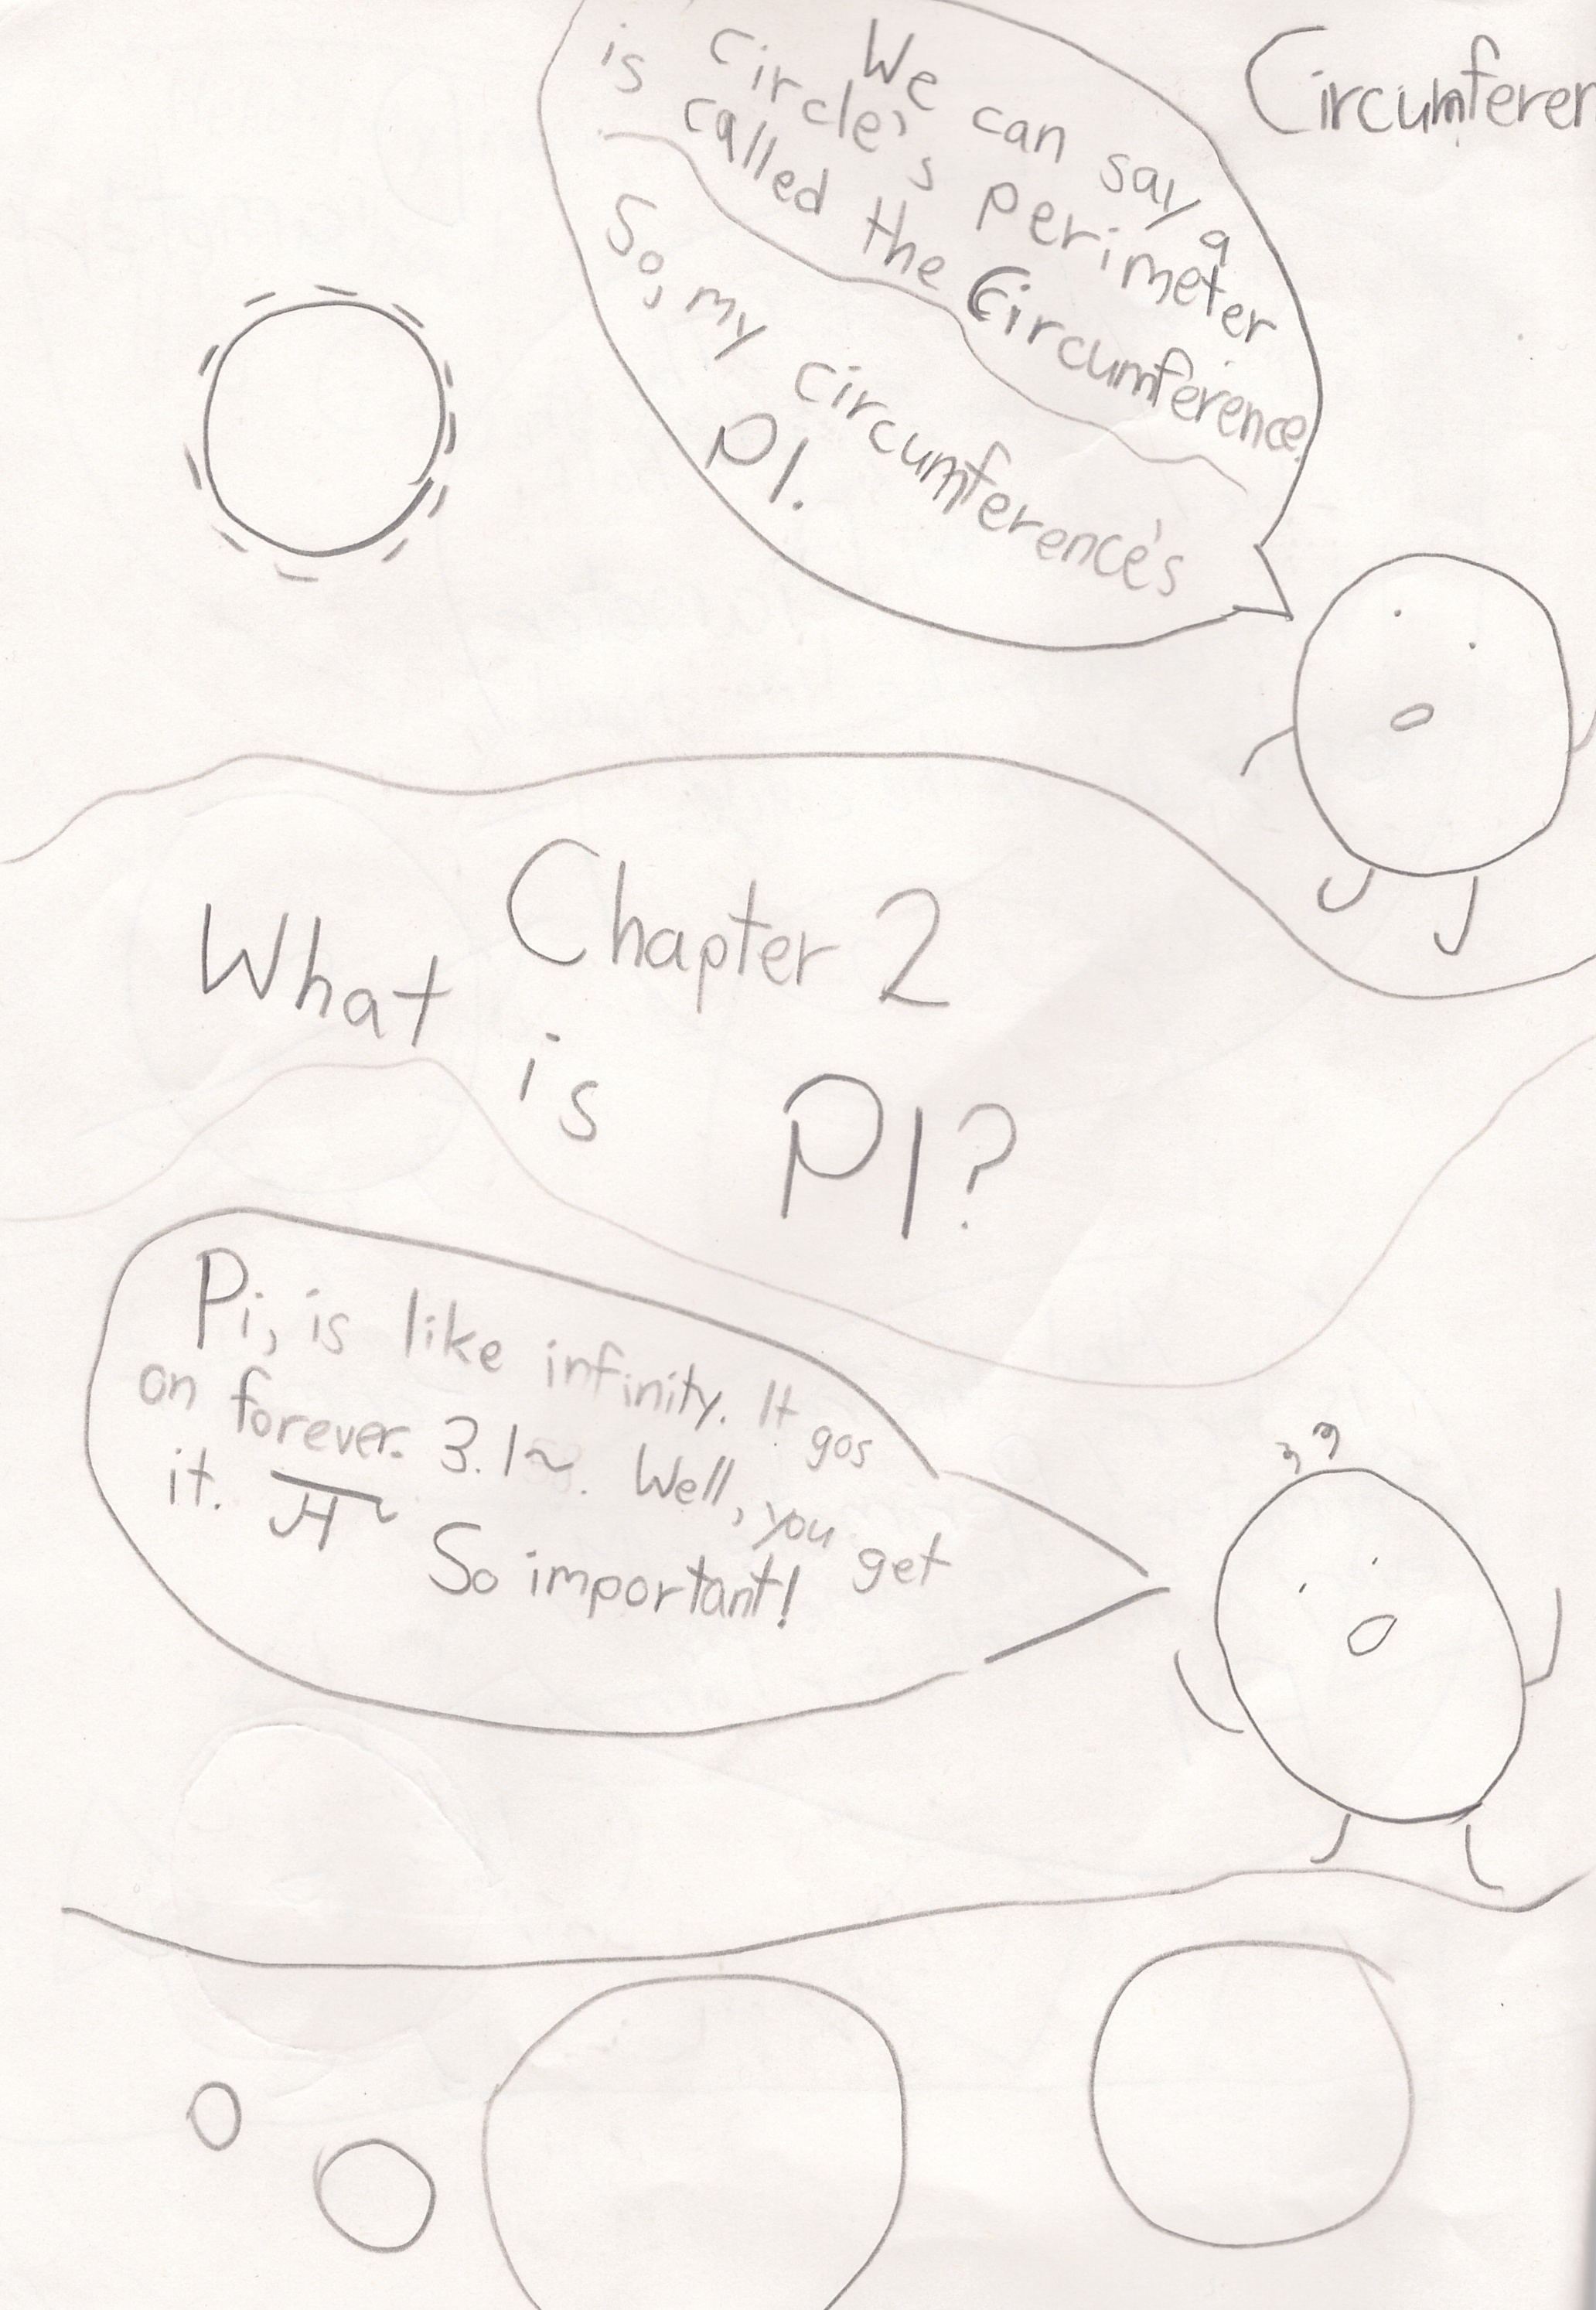 Circumferen
We can say a
circle's perimeter
is called the Circumference.
So, my circumference's
PI.
Chapter 2
What is PI?
Pi, is like infinity. It gos
on forever. 3.1~. Well, you get
it. π So important!